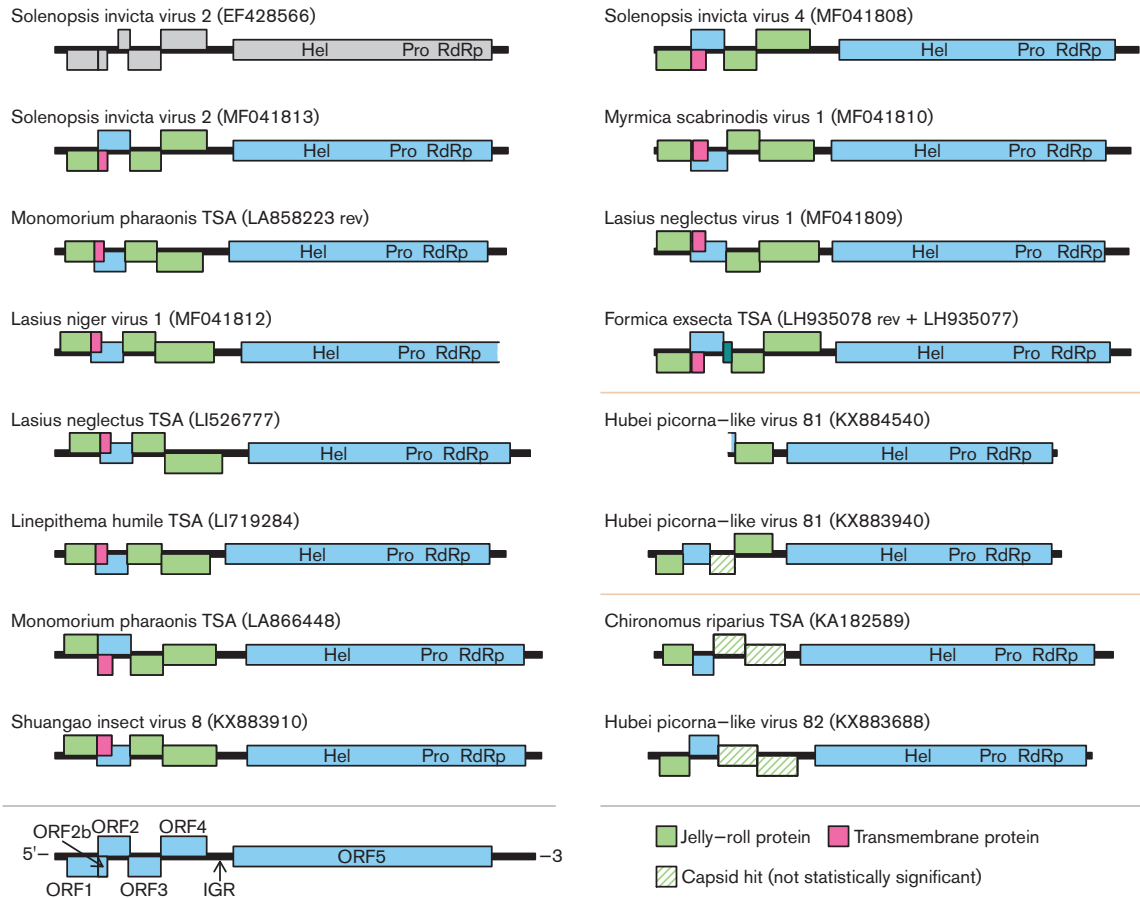 Solenopsis invicta virus 2 (EF428566)
Hel Pro RdRp
Solenopsis invicta virus 2 (MF041813)
Hel Pro RdRp
Monomorium pharaonis TSA (LA858223 rev)
Hel Pro RdRp
Lasius niger virus 1 (MF041812)
Hel Pro RdRp
Lasius neglectus TSA (LI526777)
Hel Pro RdRp
Linepithema humile TSA (LI719284)
Hel Pro RdRp
Monomorium pharaonis TSA (LA866448)
Hel Pro RdRp
Shuangao insect virus 8 (KX883910)
Hel Pro RdRp
ORF2b ORF2 ORF4
5'– ORF5 –3
ORF1 ORF3 IGR
Solenopsis invicta virus 4 (MF041808)
Hel Pro RdRp
Myrmica scabrinodis virus 1 (MF041810)
Hel Pro RdRp
Lasius neglectus virus 1 (MF041809)
Hel Pro RdRp
Formica exsecta TSA (LH935078 rev + LH935077)
Hel Pro RdRp
Hubei picorna–like virus 81 (KX884540)
Hel Pro RdRp
Hubei picorna–like virus 81 (KX883940)
Hel Pro RdRp
Chironomus riparius TSA (KA182589)
Hel Pro RdRp
Hubei picorna–like virus 82 (KX883688)
Hel Pro RdRp
Jelly–roll protein Transmembrane protein
Capsid hit (not statistically significant)